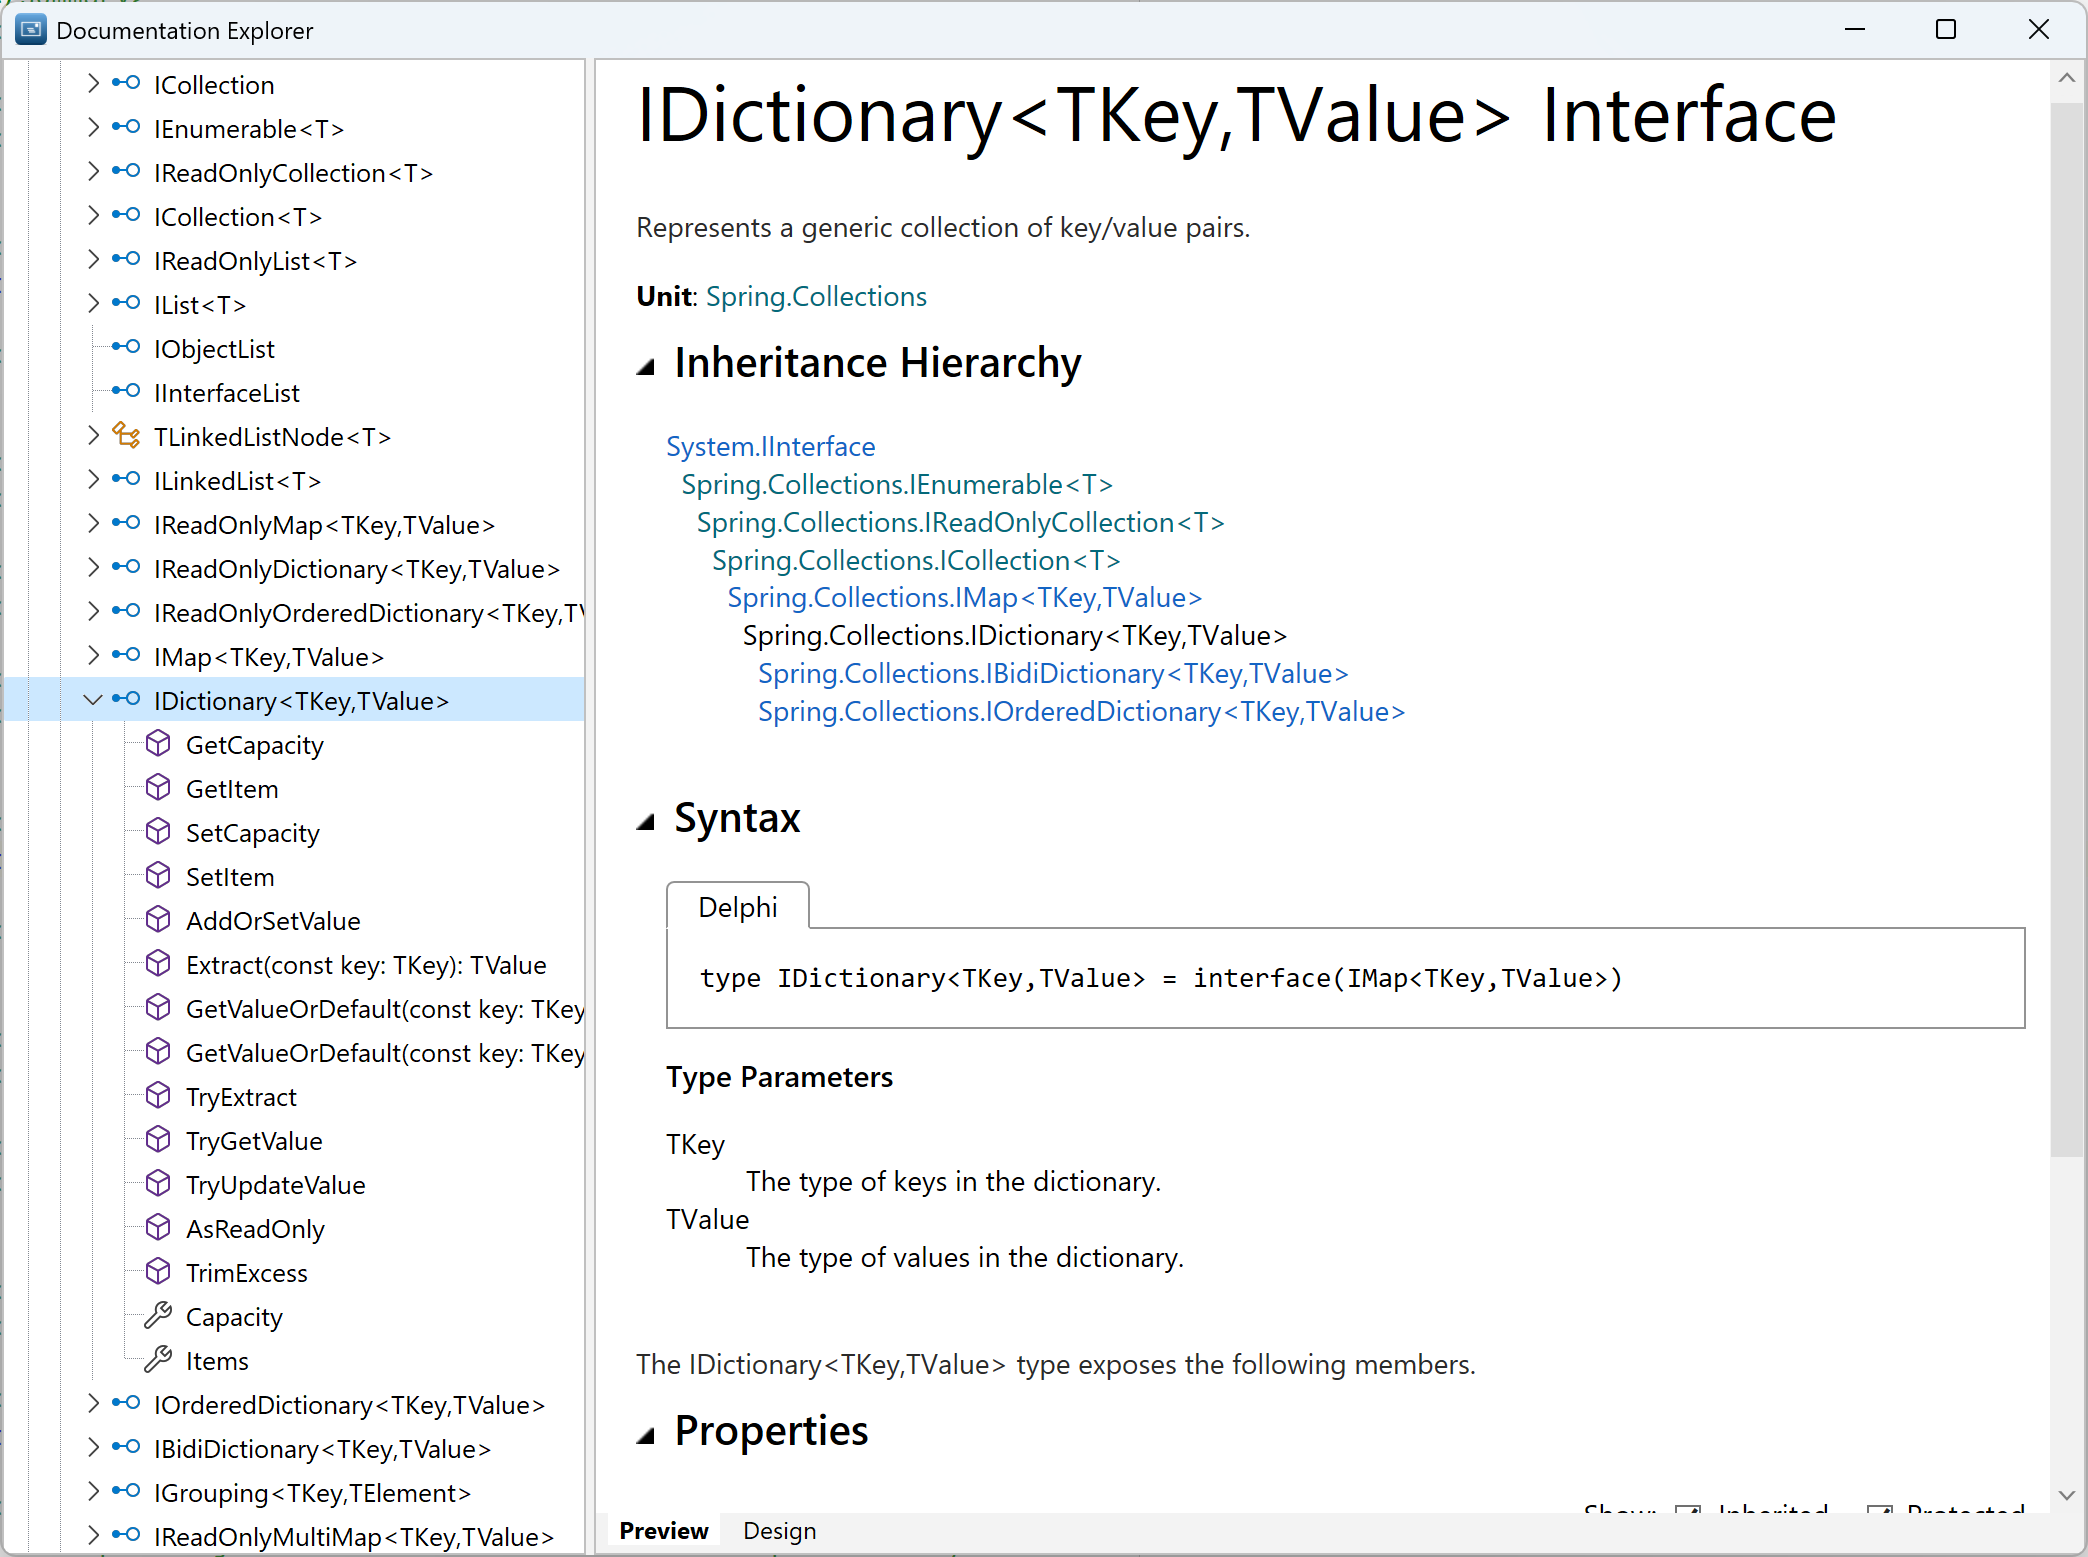 Documentation Explorer
ICollection
IEnumerable<T>
IReadOnlyCollection<T>
ICollection<T>
IReadOnlyList<T>
IList<T>
IObjectList
IInterfaceList
TLinkedListNode<T>
ILinkedList<T>
IReadOnlyMap<TKey,TValue>
IReadOnlyDictionary<TKey,TValue>
IReadOnlyOrderedDictionary<TKey,TV
IMap<TKey,TValue>
IDictionary<TKey,TValue>
GetCapacity
GetItem
SetCapacity
SetItem
AddOrSetValue
Extract(const key: TKey): TValue
GetValueOrDefault(const key: TKey
GetValueOrDefault(const key: TKey
TryExtract
TryGetValue
TryUpdateValue
AsReadOnly
TrimExcess
Capacity
Items
IOrderedDictionary<TKey,TValue>
IBidiDictionary<TKey,TValue>
IGrouping<TKey,TElement>
IReadOnlyMultiMap<TKey,TValue>
IDictionary<TKey,TValue> Interface
Represents a generic collection of key/value pairs.
Unit: Spring.Collections
Inheritance Hierarchy
System.IInterface
Spring.Collections.IEnumerable<T>
Spring.Collections.IReadOnlyCollection<T>
Spring.Collections.ICollection<T>
Spring.Collections.IMap<TKey,TValue>
Spring.Collections.IDictionary<TKey,TValue>
Spring.Collections.IBidiDictionary<TKey,TValue>
Spring.Collections.IOrderedDictionary<TKey,TValue>
Syntax
Delphi
type IDictionary<TKey,TValue> = interface(IMap<TKey,TValue>)
Type Parameters
TKey
The type of keys in the dictionary.
TValue
The type of values in the dictionary.
The IDictionary<TKey,TValue> type exposes the following members.
Properties
Show: Inherited Protected
Preview Design